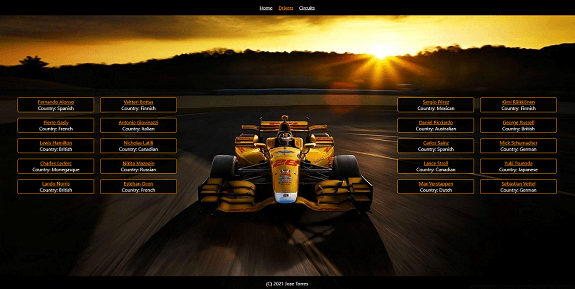 Home Drivers Circuits
Fernando Alonso
Country: Spanish
Valtteri Bottas
Country: Finnish
Sergio Pérez
Country: Mexican
Kimi Räikkönen
Country: Finnish
Pierre Gasly
Country: French
Antonio Giovinazzi
Country: Italian
Daniel Ricciardo
Country: Australian
George Russell
Country: British
Lewis Hamilton
Country: British
Nicholas Latifi
Country: Canadian
Carlos Sainz
Country: Spanish
Mick Schumacher
Country: German
Charles Leclerc
Country: Monegasque
Nikita Mazepin
Country: Russian
Lance Stroll
Country: Canadian
Yuki Tsunoda
Country: Japanese
Lando Norris
Country: British
Esteban Ocon
Country: French
Max Verstappen
Country: Dutch
Sebastian Vettel
Country: German
(C) 2021 Jose Torres